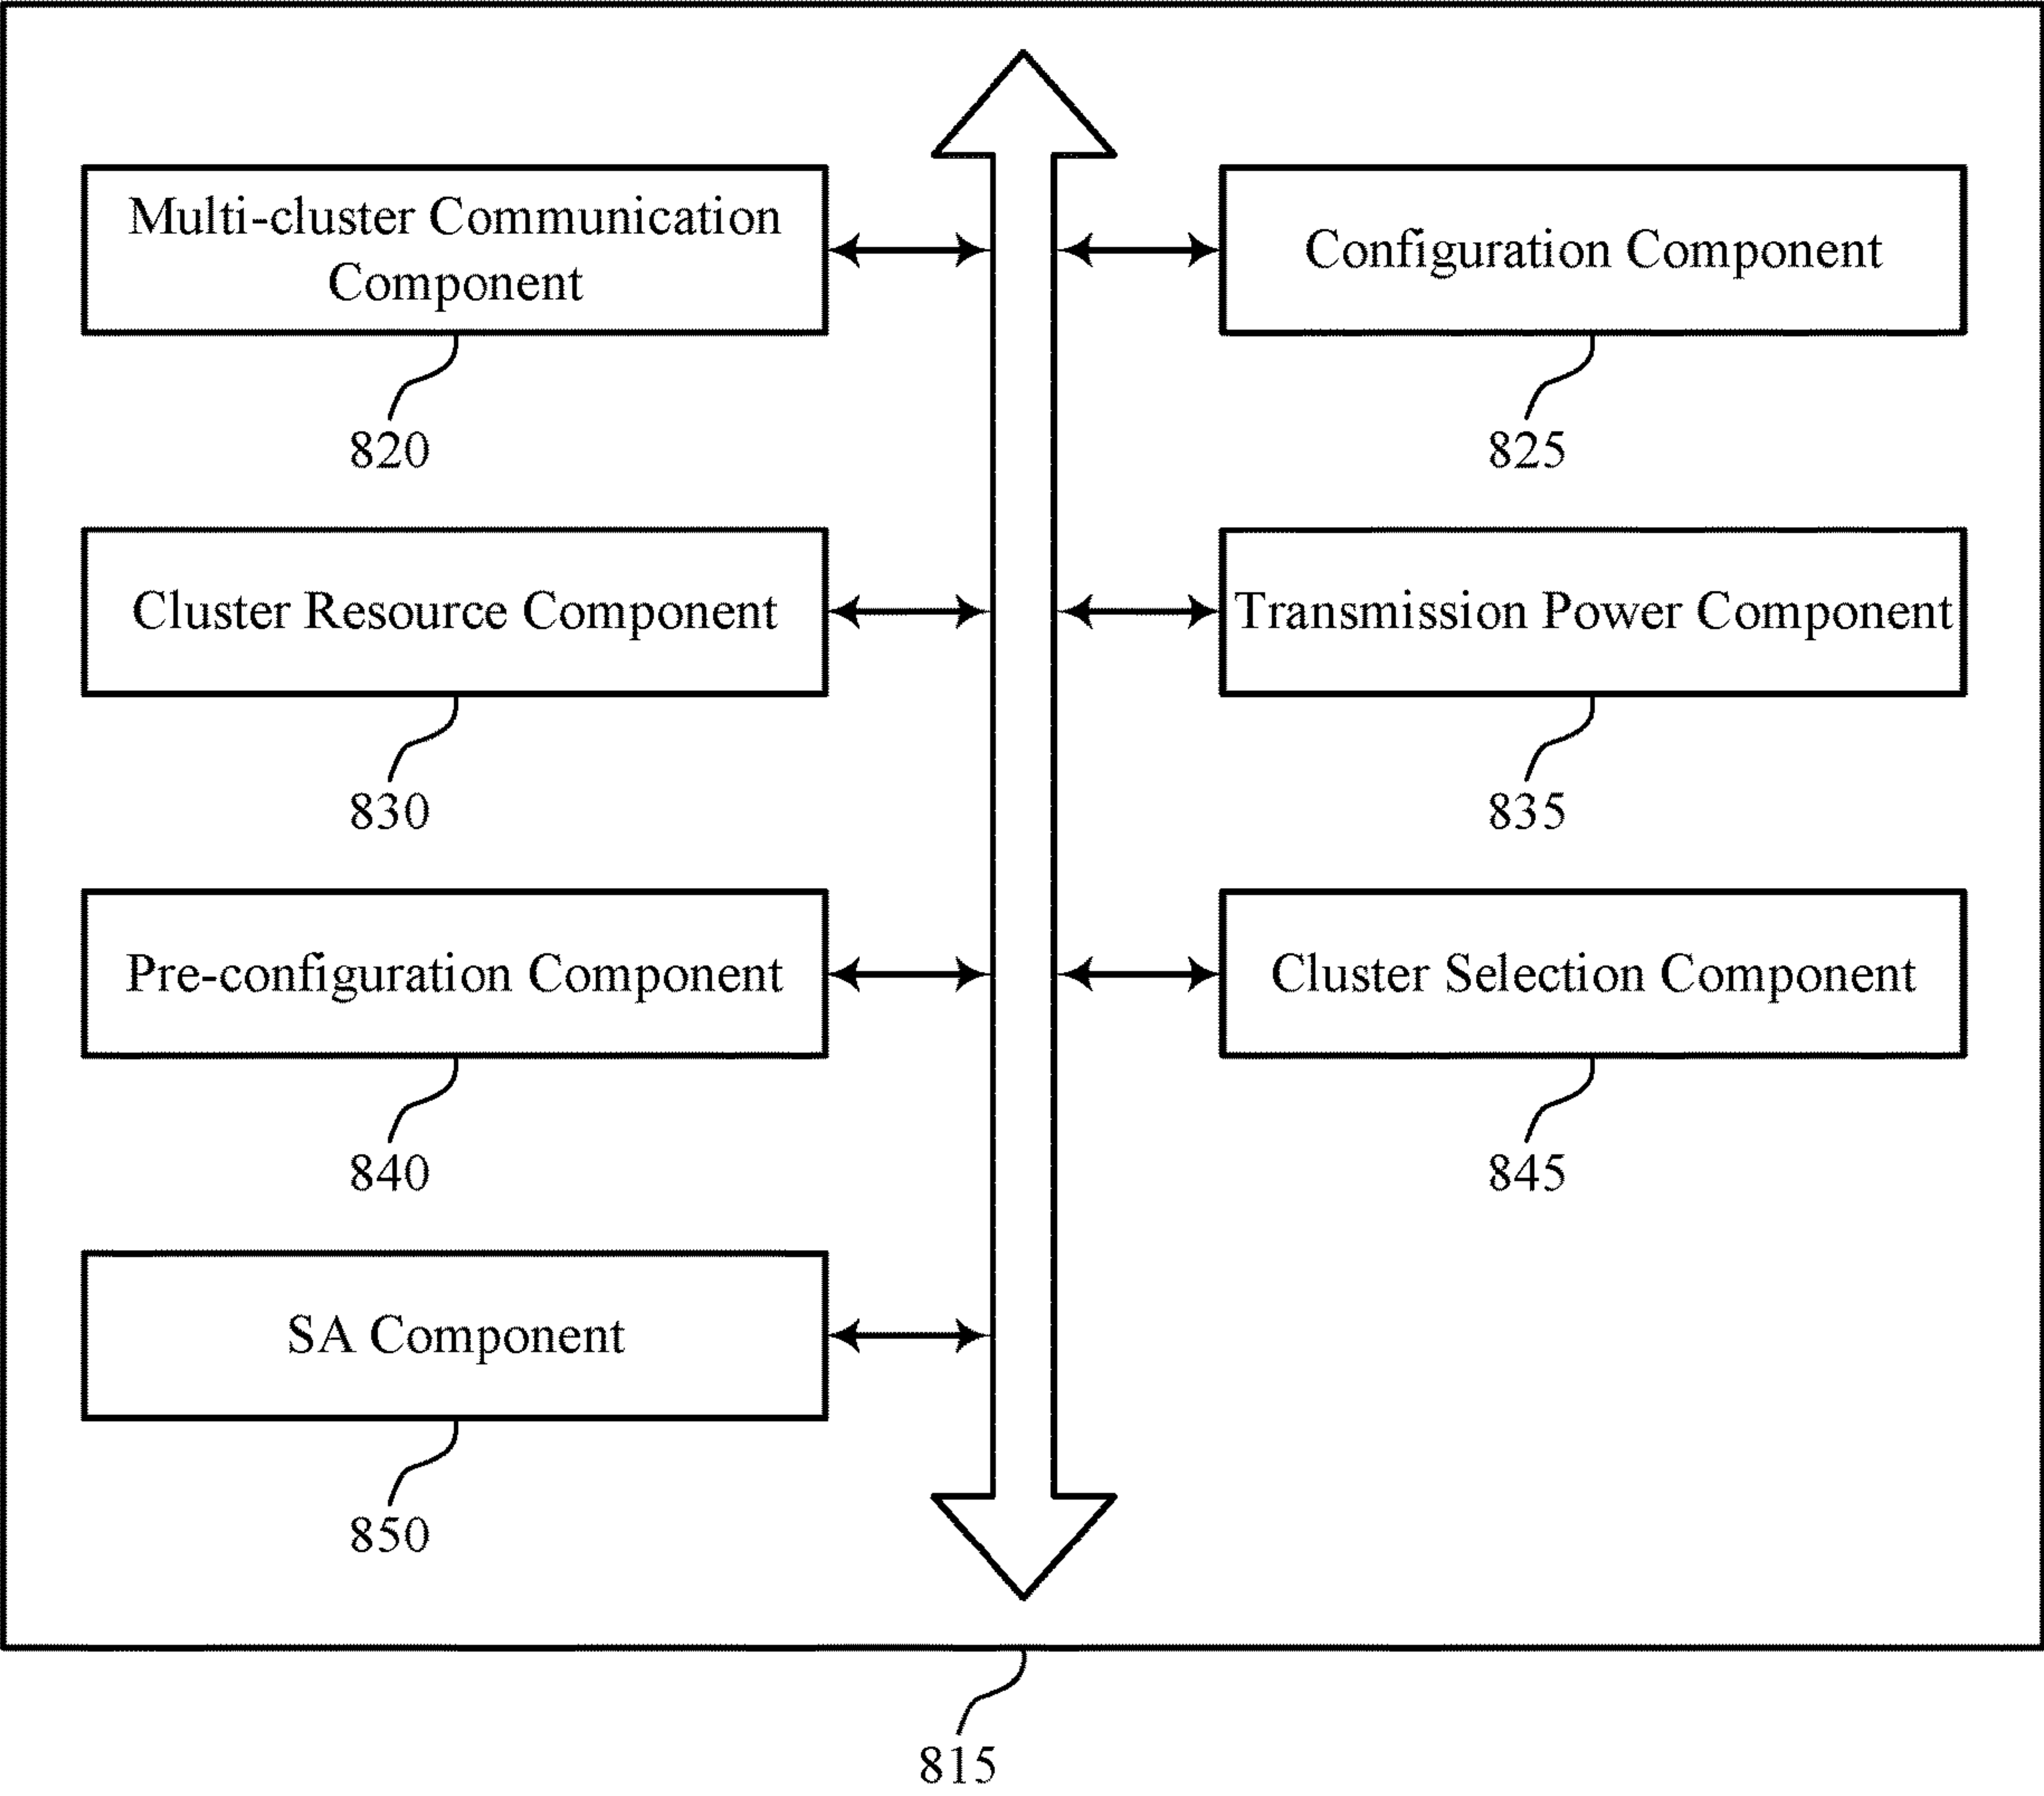 Multi-cluster Communication
Component
820
Configuration Component
825
Cluster Resource Component
830
Transmission Power Component
835
Pre-configuration Component
840
Cluster Selection Component
845
SA Component
850
815